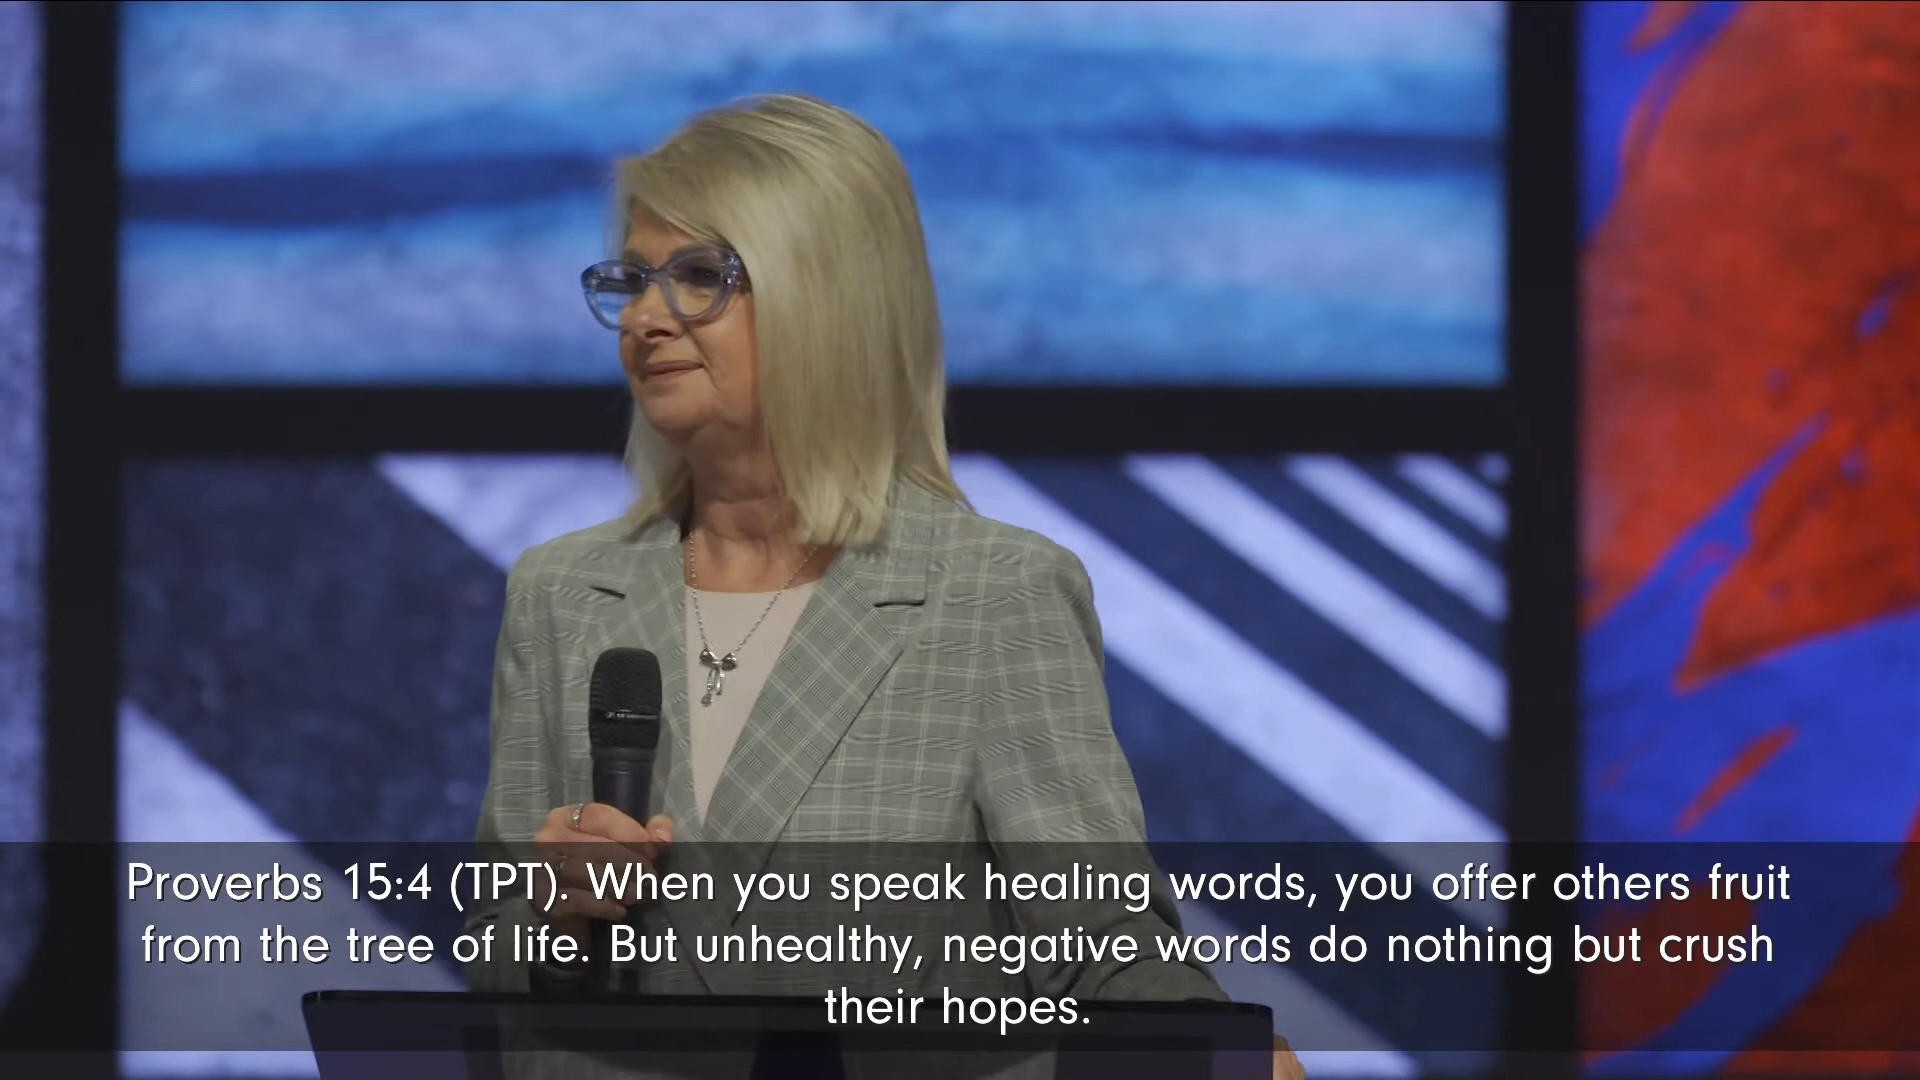 Proverbs 15:4 (TPT). When you speak healing words, you offer others fruit
from the tree of life. But unhealthy, negative words do nothing but crush
their hopes.